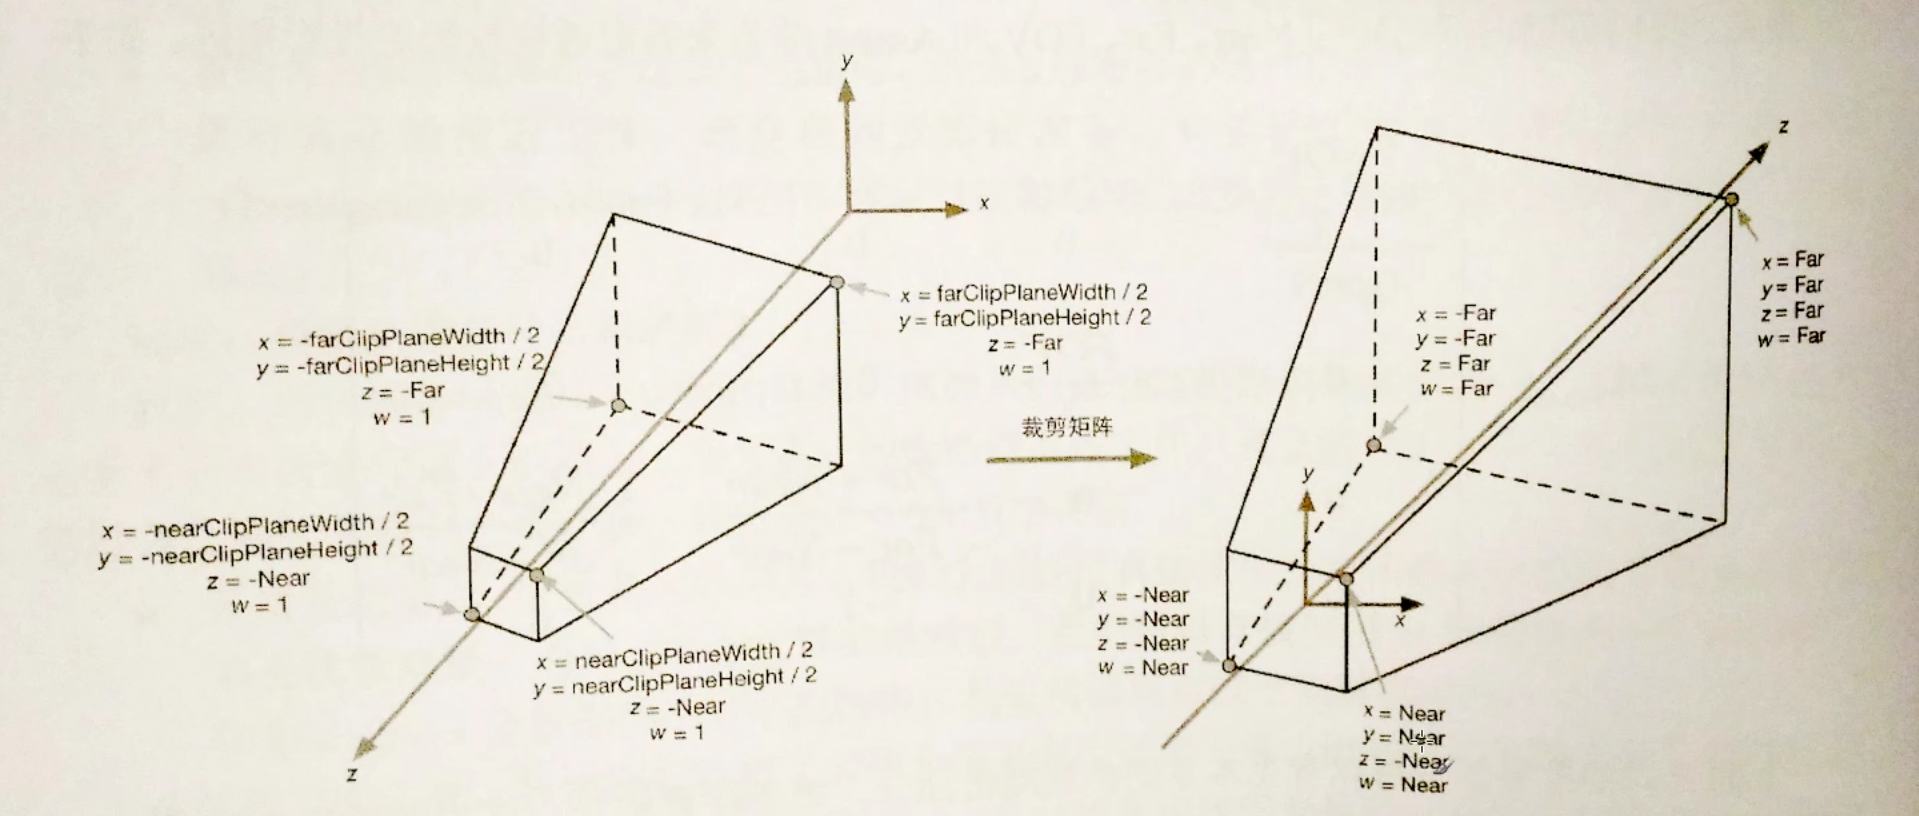 y
x
x = farClipPlaneWidth / 2
y = farClipPlaneHeight / 2
z = -Far
w = 1
x = -farClipPlaneWidth / 2
y = -farClipPlaneHeight / 2
z = -Far
w = 1
x = -nearClipPlaneWidth / 2
y = -nearClipPlaneHeight / 2
z = -Near
w = 1
x = nearClipPlaneWidth / 2
y = nearClipPlaneHeight / 2
z = -Near
w = 1
z
裁剪矩阵
z
x = Far
y = Far
z = Far
w = Far
x = -Far
y = -Far
z = Far
w = Far
y
x
x = -Near
y = -Near
z = -Near
w = Near
x = Near
y = Near
z = -Near
w = Near